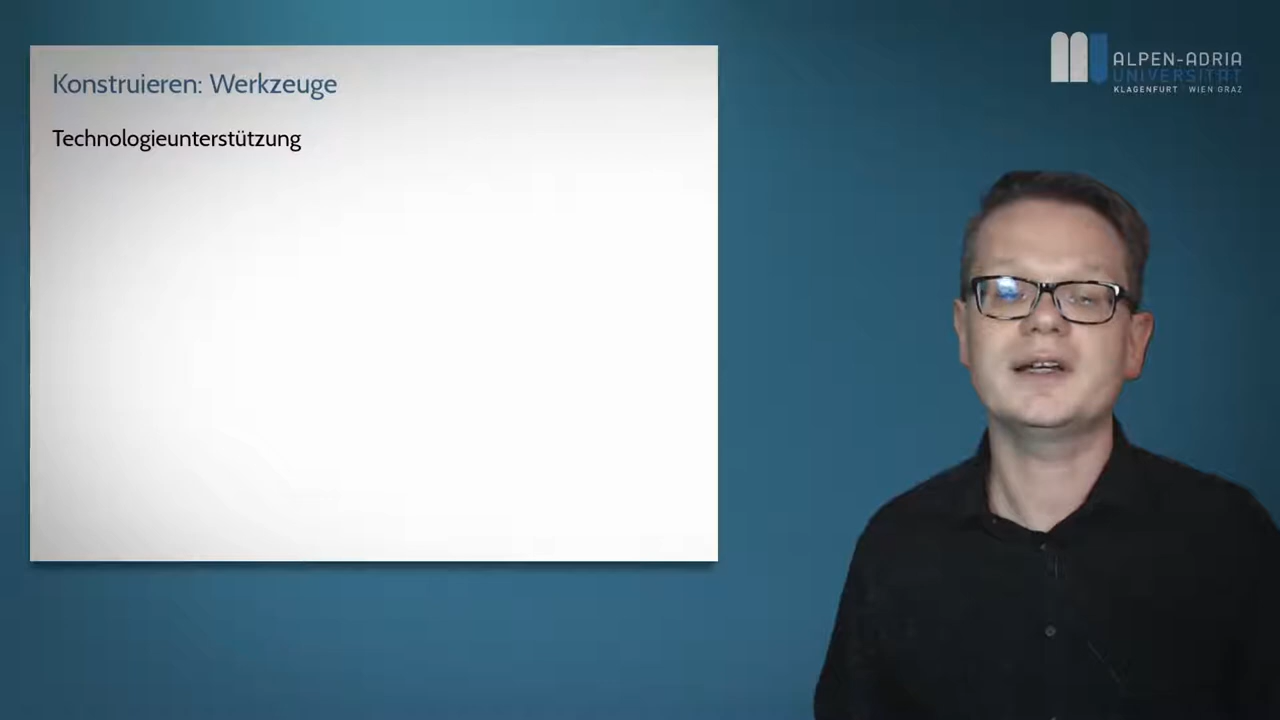 Konstruieren: Werkzeuge
Technologieunterstützung
ALPEN-ADRIA
UNIVERSITÄT
KLAGENFURT WIEN GRAZ